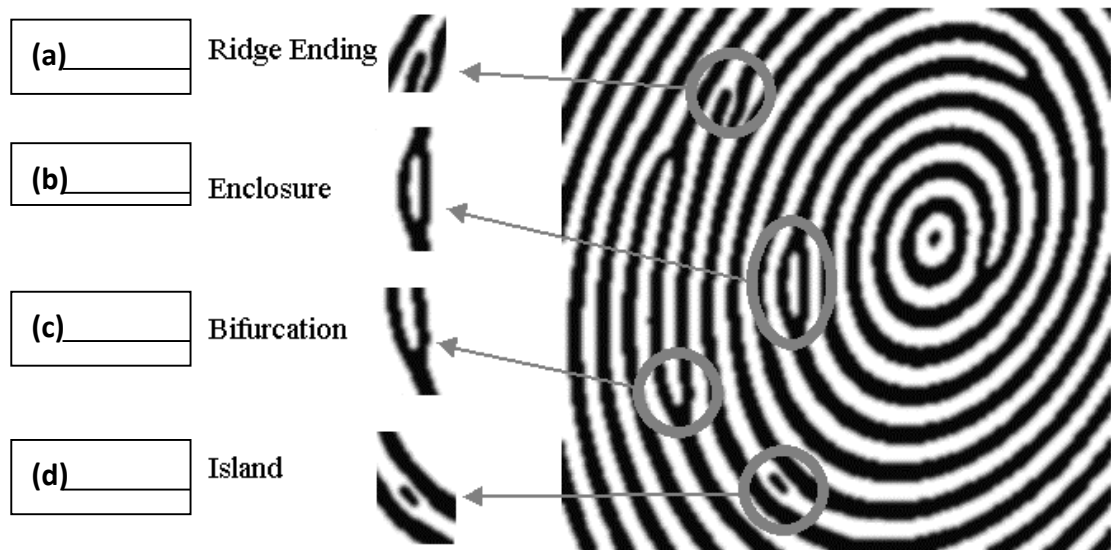 (a) Ridge Ending
(b) Enclosure
(c) Bifurcation
(d) Island